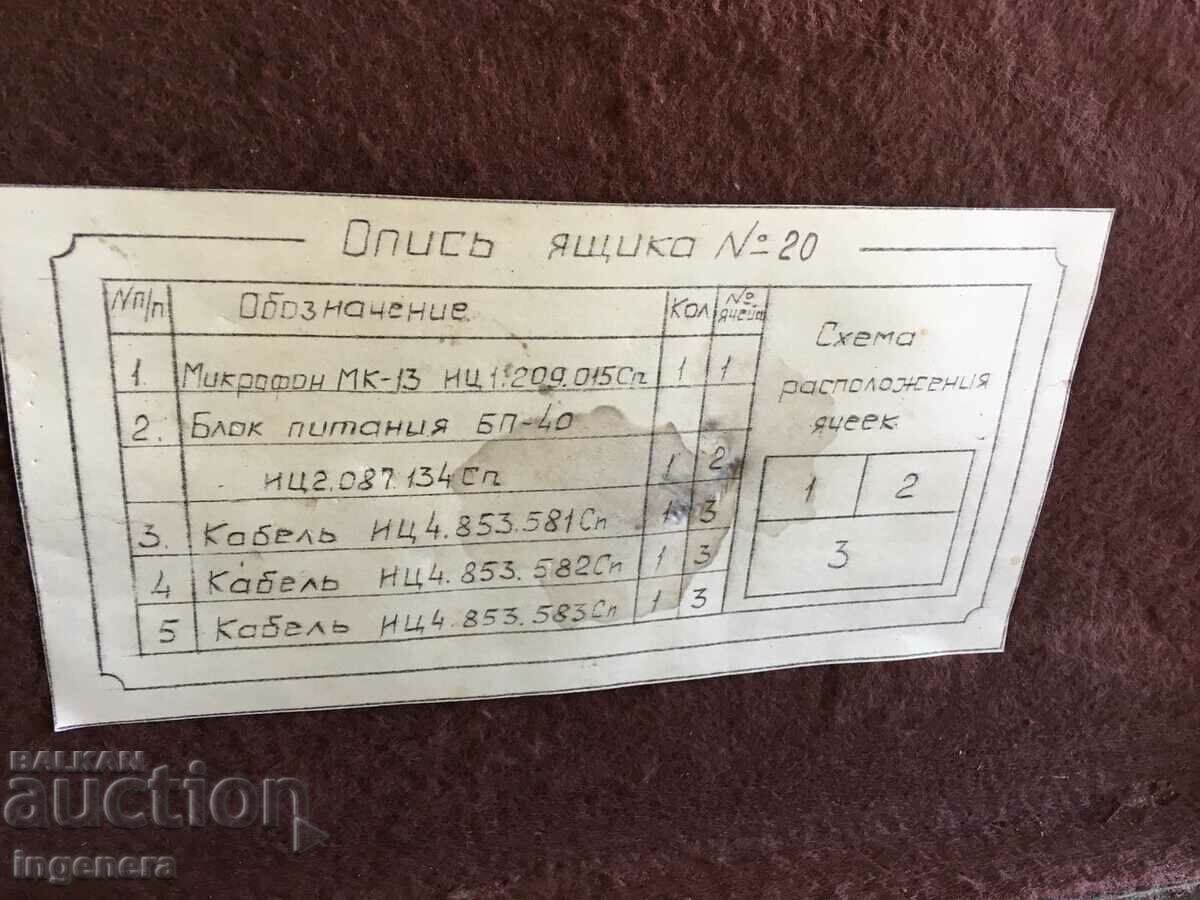 Опись ящика № 20
№п/п Обозначение Кол № ячейа
1. Микрофон МК-13 НЦ1.209.015Сп 1 1
2. Блок питания БП-40
НЦ2.087.134Сп 1 2
3. Кабель НЦ4.853.581Сп 1 3
4 Кабель НЦ4.853.582Сп 1 3
5 Кабель НЦ4.853.583Сп 1 3
Схема
расположения
ячеек
1 2
3
BALKAN
auction
ingenera